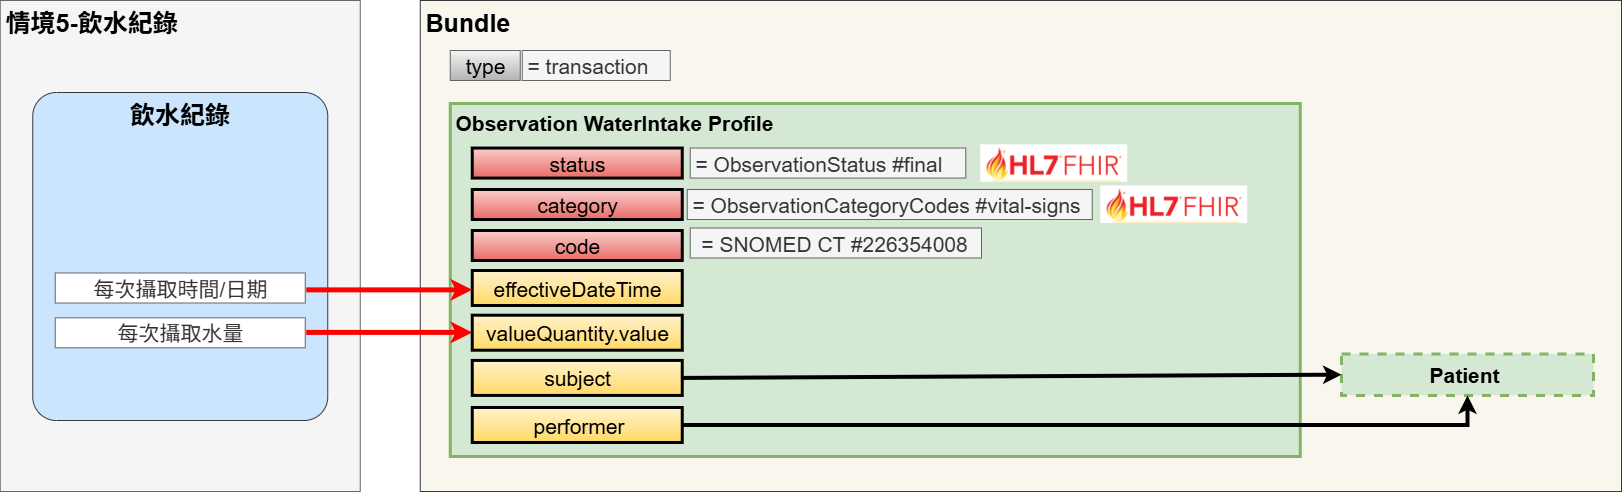 情境5-飲水紀錄
飲水紀錄
每次攝取時間/日期
每次攝取水量
Bundle
type
= transaction
Observation WaterIntake Profile
status
= ObservationStatus #final
HL7 FHIR®
category
= ObservationCategoryCodes #vital-signs
HL7 FHIR®
code
= SNOMED CT #226354008
effectiveDateTime
valueQuantity.value
subject
performer
Patient